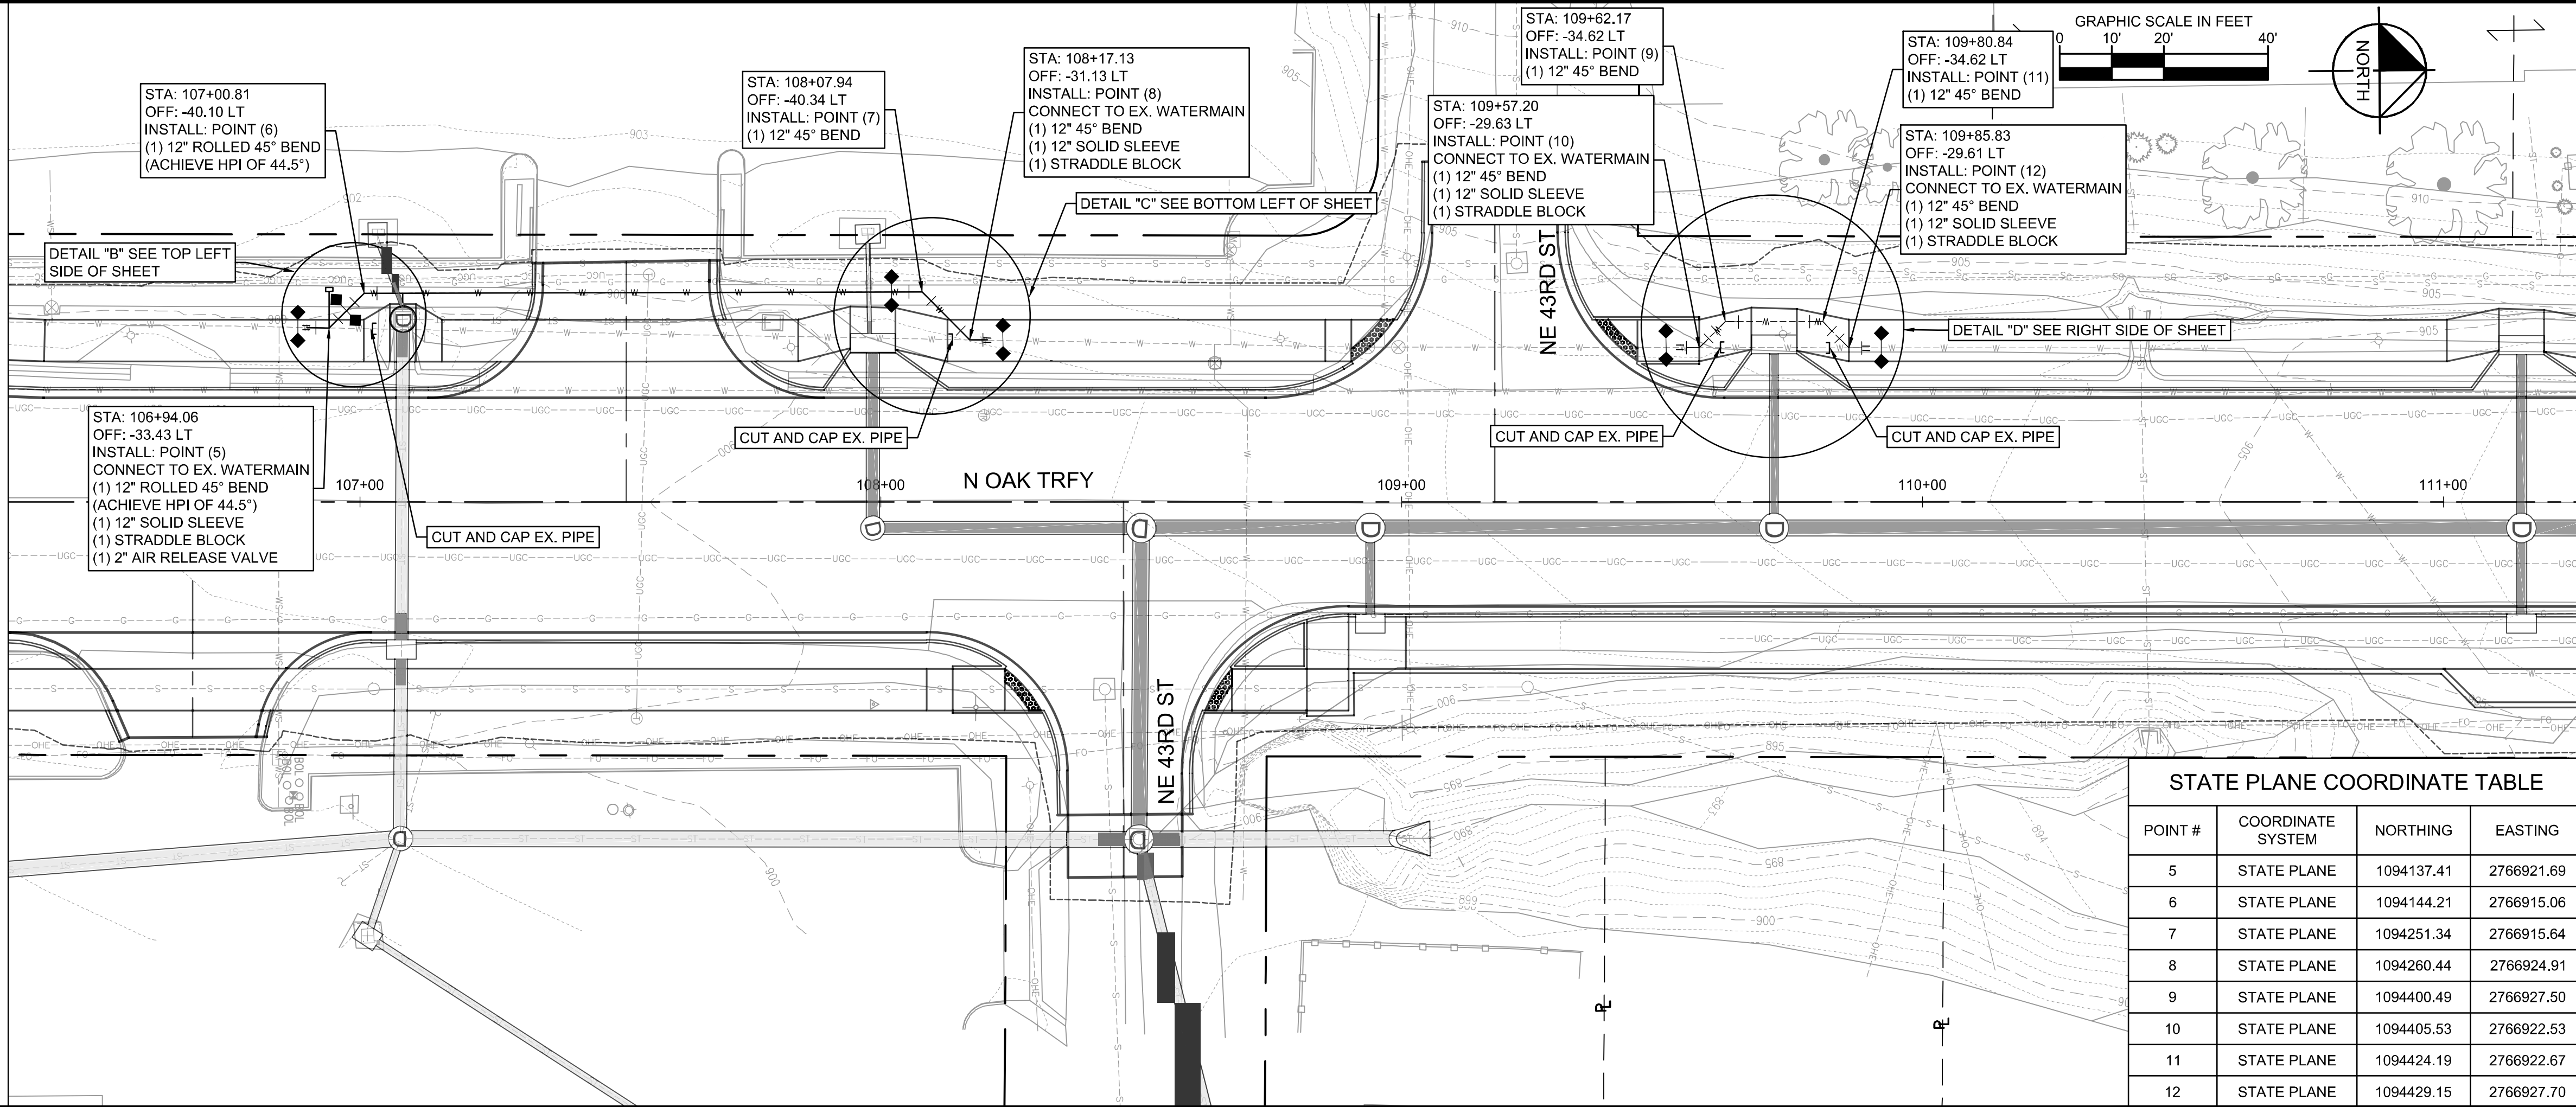 STA: 107+00.81
OFF: -40.10 LT
INSTALL: POINT (6)
(1) 12" ROLLED 45° BEND
(ACHIEVE HPI OF 44.5°)
STA: 108+07.94
OFF: -40.34 LT
INSTALL: POINT (7)
(1) 12" 45° BEND
STA: 108+17.13
OFF: -31.13 LT
INSTALL: POINT (8)
CONNECT TO EX. WATERMAIN
(1) 12" 45° BEND
(1) 12" SOLID SLEEVE
(1) STRADDLE BLOCK
STA: 109+62.17
OFF: -34.62 LT
INSTALL: POINT (9)
(1) 12" 45° BEND
STA: 109+57.20
OFF: -29.63 LT
INSTALL: POINT (10)
CONNECT TO EX. WATERMAIN
(1) 12" 45° BEND
(1) 12" SOLID SLEEVE
(1) STRADDLE BLOCK
STA: 109+80.84
OFF: -34.62 LT
INSTALL: POINT (11)
(1) 12" 45° BEND
STA: 109+85.83
OFF: -29.61 LT
INSTALL: POINT (12)
CONNECT TO EX. WATERMAIN
(1) 12" 45° BEND
(1) 12" SOLID SLEEVE
(1) STRADDLE BLOCK
GRAPHIC SCALE IN FEET
0 10' 20' 40'
NORTH
DETAIL "B" SEE TOP LEFT
SIDE OF SHEET
DETAIL "C" SEE BOTTOM LEFT OF SHEET
DETAIL "D" SEE RIGHT SIDE OF SHEET
NE 43RD ST
STA: 106+94.06
OFF: -33.43 LT
INSTALL: POINT (5)
CONNECT TO EX. WATERMAIN
(1) 12" ROLLED 45° BEND
(ACHIEVE HPI OF 44.5°)
(1) 12" SOLID SLEEVE
(1) STRADDLE BLOCK
(1) 2" AIR RELEASE VALVE
CUT AND CAP EX. PIPE
CUT AND CAP EX. PIPE
CUT AND CAP EX. PIPE
CUT AND CAP EX. PIPE
N OAK TRFY
107+00 108+00 109+00 110+00 111+00
NE 43RD ST
STATE PLANE COORDINATE TABLE
POINT # COORDINATE SYSTEM NORTHING EASTING
5 STATE PLANE 1094137.41 2766921.69
6 STATE PLANE 1094144.21 2766915.06
7 STATE PLANE 1094251.34 2766915.64
8 STATE PLANE 1094260.44 2766924.91
9 STATE PLANE 1094400.49 2766927.50
10 STATE PLANE 1094405.53 2766922.53
11 STATE PLANE 1094424.19 2766922.67
12 STATE PLANE 1094429.15 2766927.70